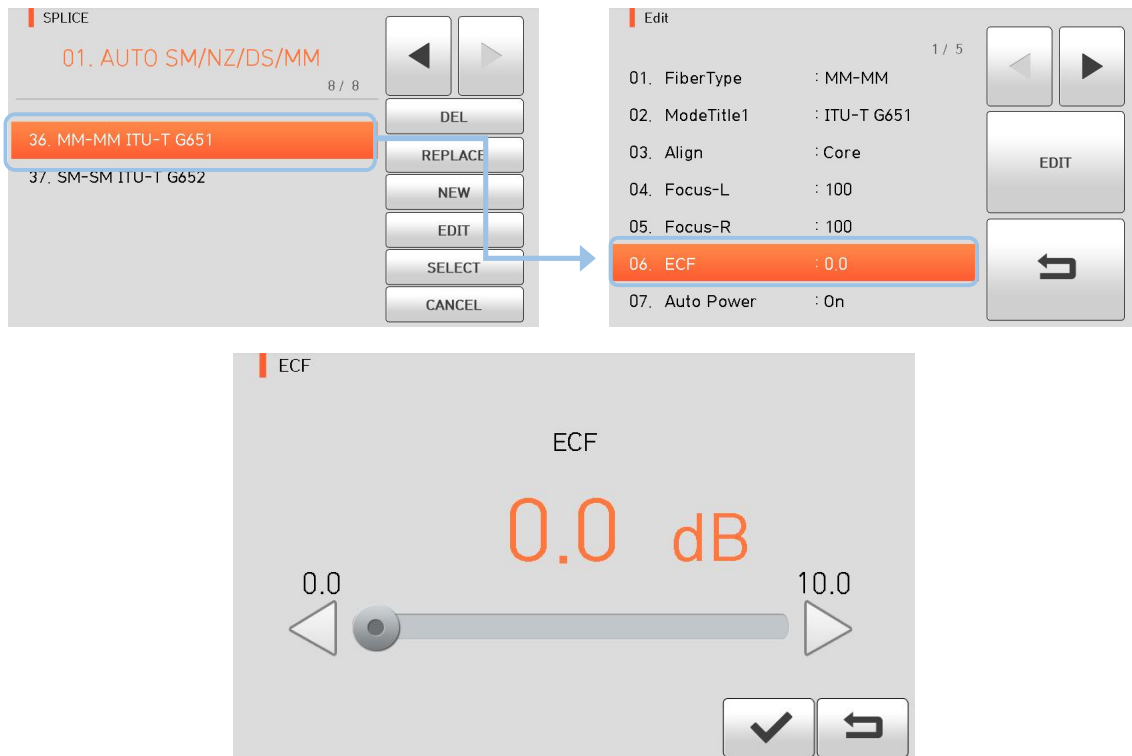 SPLICE
01. AUTO SM/NZ/DS/MM
8 / 8
36. MM-MM ITU-T G651
37. SM-SM ITU-T G652
DEL
REPLACE
NEW
EDIT
SELECT
CANCEL
Edit
1 / 5
01. FiberType : MM-MM
02. ModeTitle1 : ITU-T G651
03. Align : Core
04. Focus-L : 100
05. Focus-R : 100
06. ECF : 0.0
07. Auto Power : On
EDIT
ECF
ECF
0.0 dB
0.0 10.0